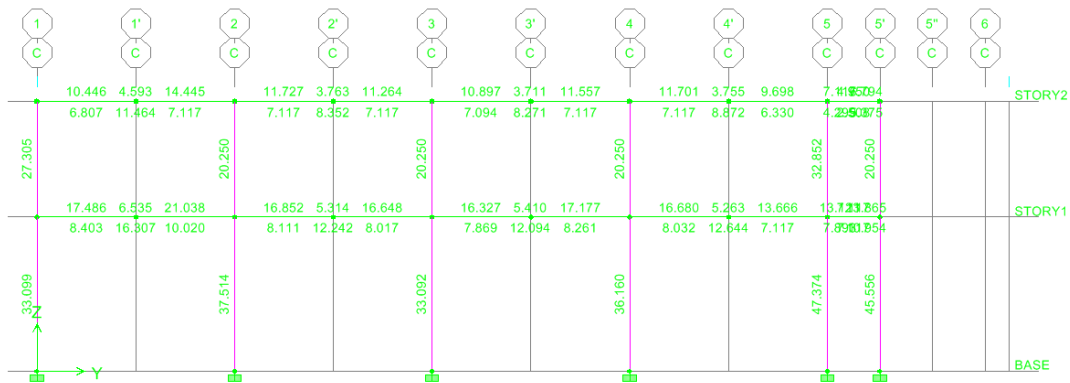 1 1' 2 2' 3 3' 4 4' 5 5' 5" 6
C C C C C C C C C C C C
10.446 4.593 14.445 11.727 3.763 11.264 10.897 3.711 11.557 11.701 3.755 9.698
STORY2
6.807 11.464 7.117 7.117 8.352 7.117 7.094 8.271 7.117 7.117 8.872 6.330
27.305 20.250 20.250 20.250 32.852 20.250
17.486 6.535 21.038 16.852 5.314 16.648 16.327 5.410 17.177 16.680 5.263 13.666
STORY1
8.403 16.307 10.020 8.111 12.242 8.017 7.869 12.094 8.261 8.032 12.644 7.117
33.099 37.514 33.092 36.160 47.374 45.556
Z
BASE
Y